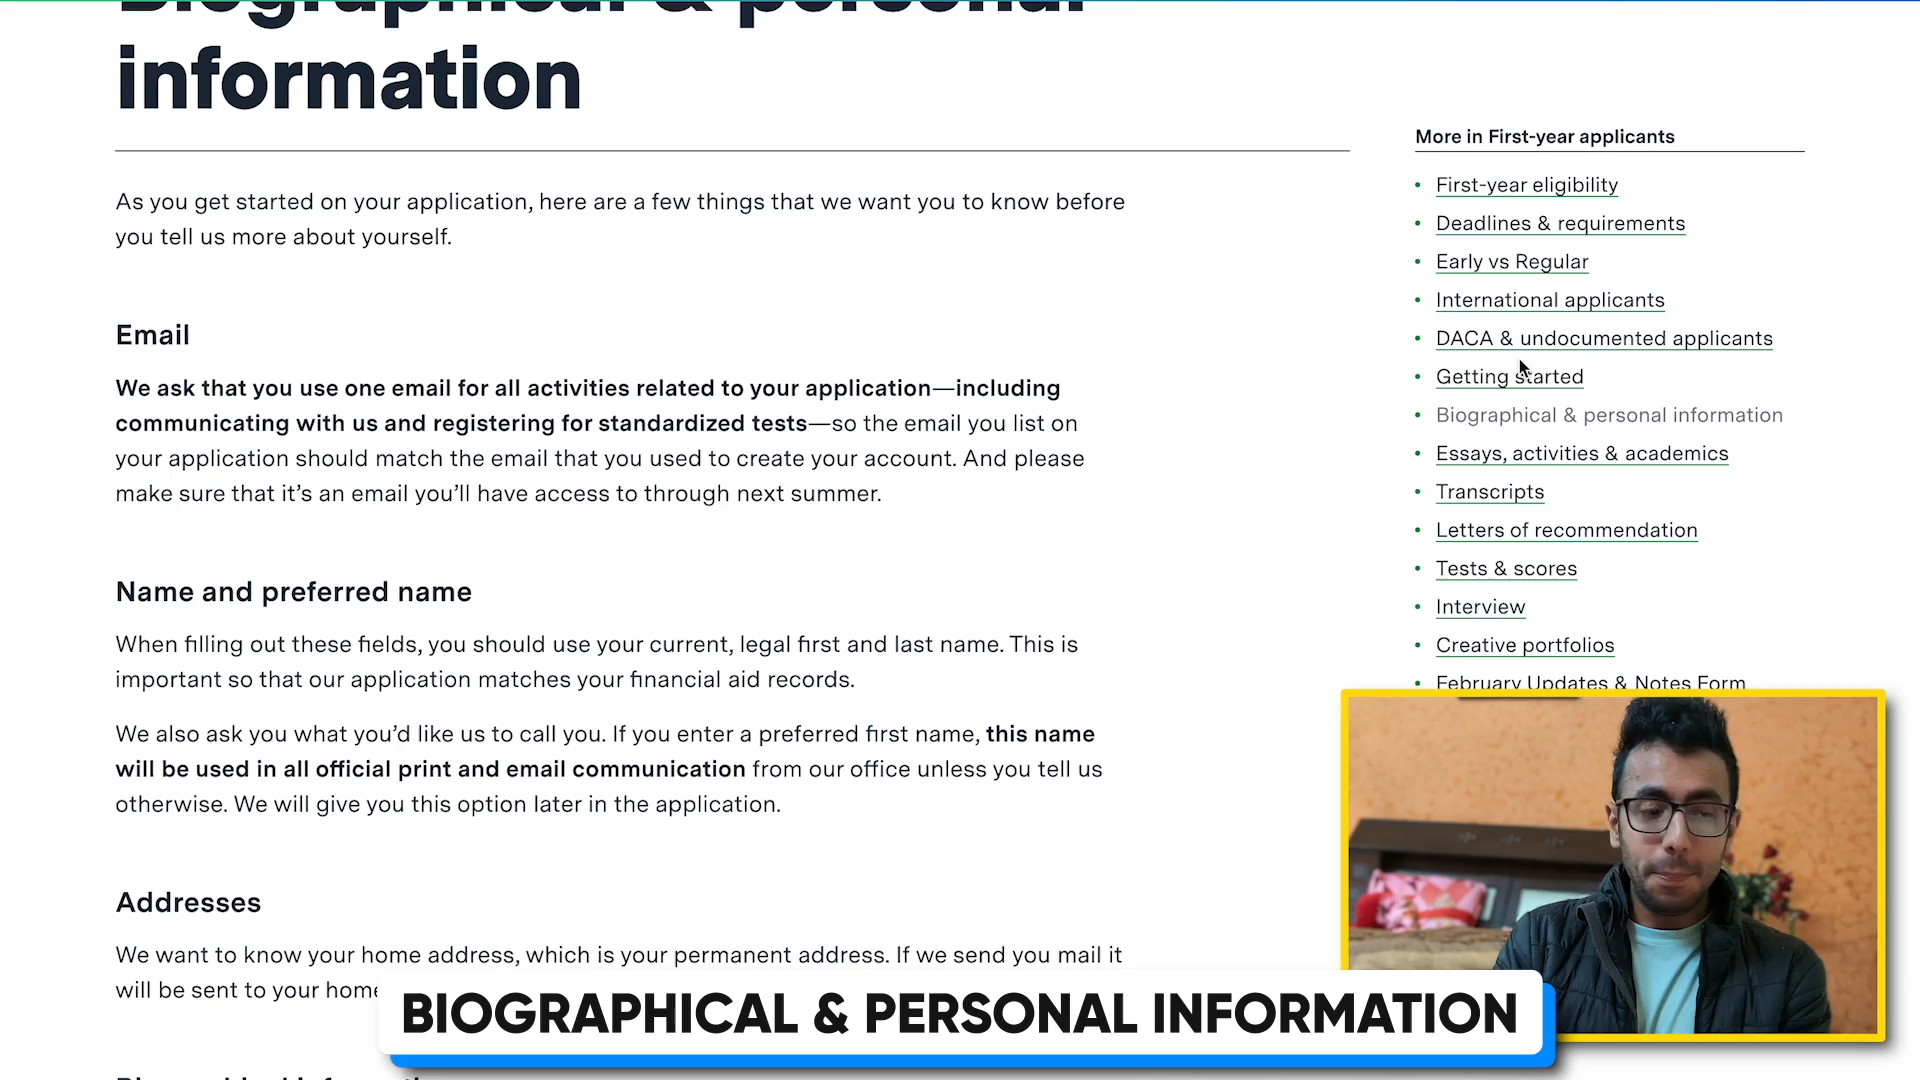 Biographical & personal
information
As you get started on your application, here are a few things that we want you to know before
you tell us more about yourself.
Email
We ask that you use one email for all activities related to your application—including
communicating with us and registering for standardized tests—so the email you list on
your application should match the email that you used to create your account. And please
make sure that it’s an email you’ll have access to through next summer.
Name and preferred name
When filling out these fields, you should use your current, legal first and last name. This is
important so that our application matches your financial aid records.
We also ask you what you’d like us to call you. If you enter a preferred first name, this name
will be used in all official print and email communication from our office unless you tell us
otherwise. We will give you this option later in the application.
Addresses
We want to know your home address, which is your permanent address. If we send you mail it
will be sent to your home
More in First-year applicants
First-year eligibility
Deadlines & requirements
Early vs Regular
International applicants
DACA & undocumented applicants
Getting started
Biographical & personal information
Essays, activities & academics
Transcripts
Letters of recommendation
Tests & scores
Interview
Creative portfolios
February Updates & Notes Form
BIOGRAPHICAL & PERSONAL INFORMATION